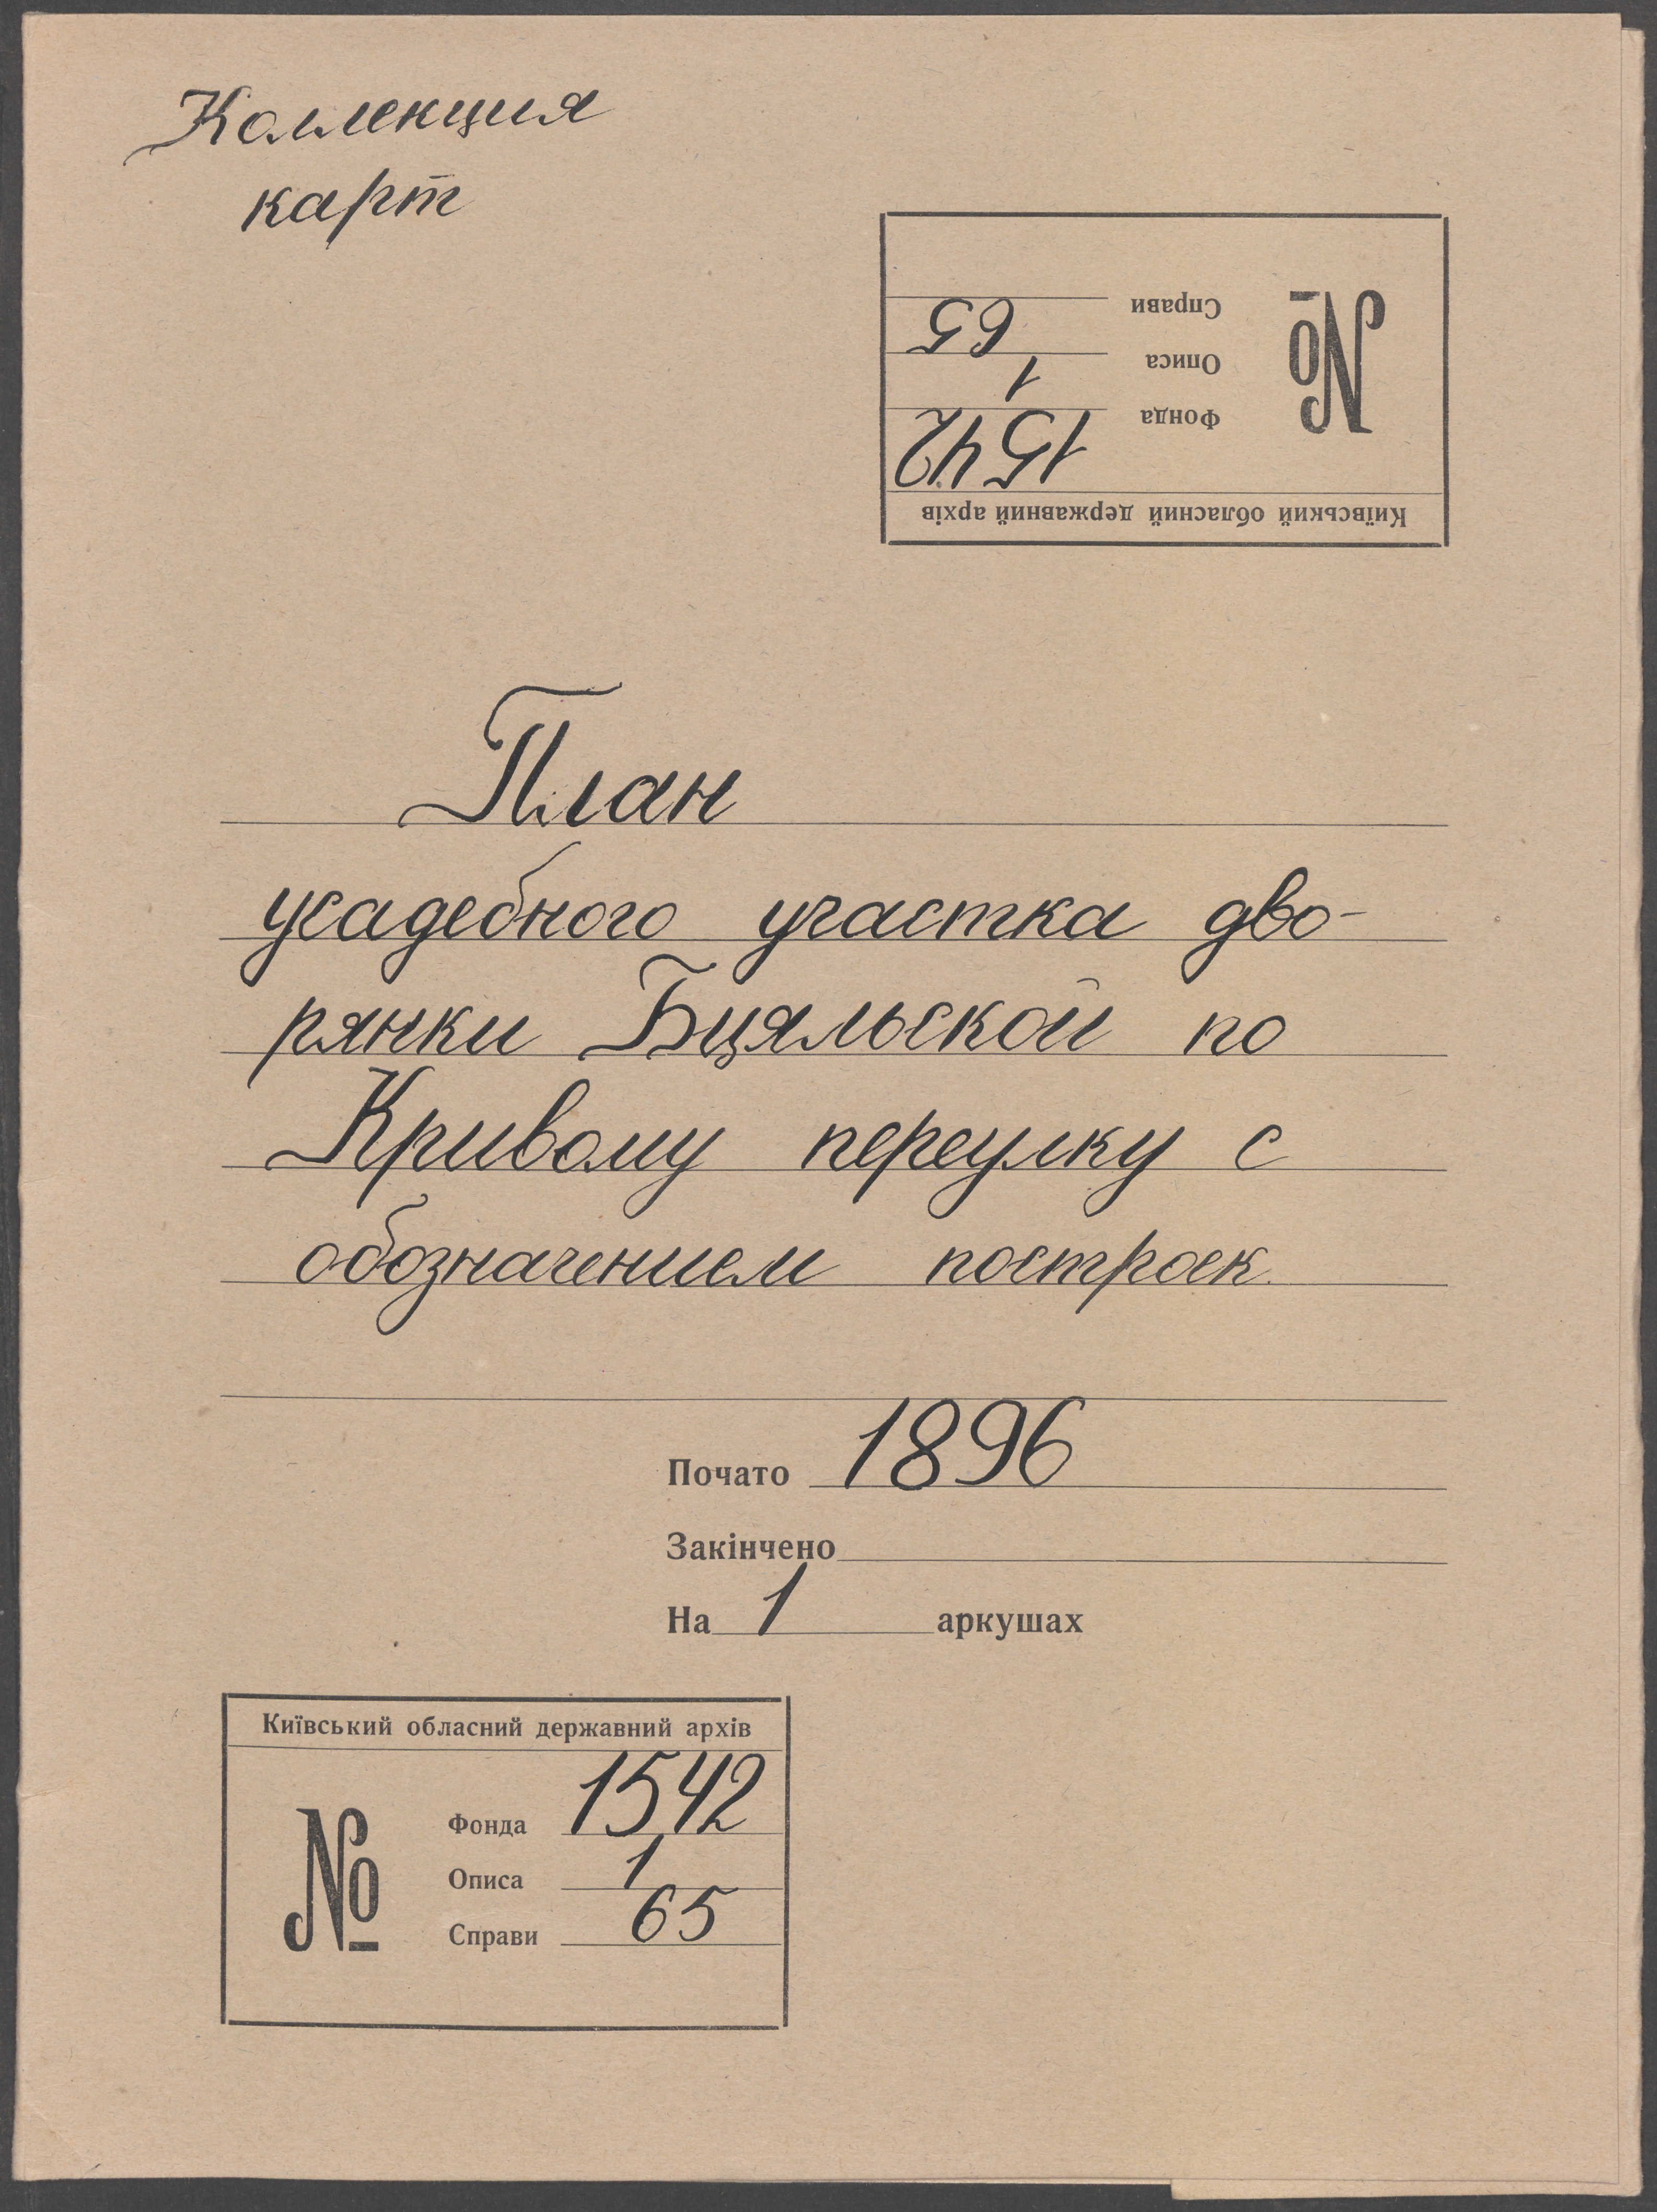 Коллекция
карт
Київський обласний державний архів
№
Фонда 1542
Описа 1
Справи 65
План
усадебного участка дво-
рянки Бцяльской по
Кривому переулку с
обозначением построек
Почато 1896
Закінчено
На 1 аркушах
Київський обласний державний архів
№
Фонда 1542
Описа 1
Справи 65